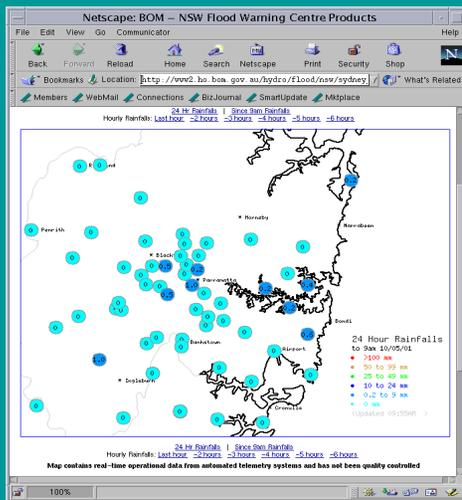 Netscape: BOM – NSW Flood Warning Centre Products
File Edit View Go Communicator Help
Back Forward Reload Home Search Netscape Print Security Shop
Bookmarks Location: http://www2.ho.bom.gov.au/hydro/flood/nsw/sydney What's Related
Members WebMail Connections BizJournal SmartUpdate Mktplace
24 Hr Rainfalls | Since 9am Rainfalls
Hourly Rainfalls: Last hour –2 hours –3 hours –4 hours –5 hours –6 hours
Hornsby
Narrabeen
Penrith
Parramatta
Bondi
Bankstown
Airport
Ingleburn
Cronulla
24 Hour Rainfalls
to 9am 10/05/01
>100 mm
50 to 99 mm
25 to 49 mm
10 to 24 mm
0.2 to 9 mm
0 mm
(Updated 09:55AM )
24 Hr Rainfalls | Since 9am Rainfalls
Hourly Rainfalls: Last hour –2 hours –3 hours –4 hours –5 hours –6 hours
Map contains real-time operational data from automated telemetry systems and has not been quality controlled
100%